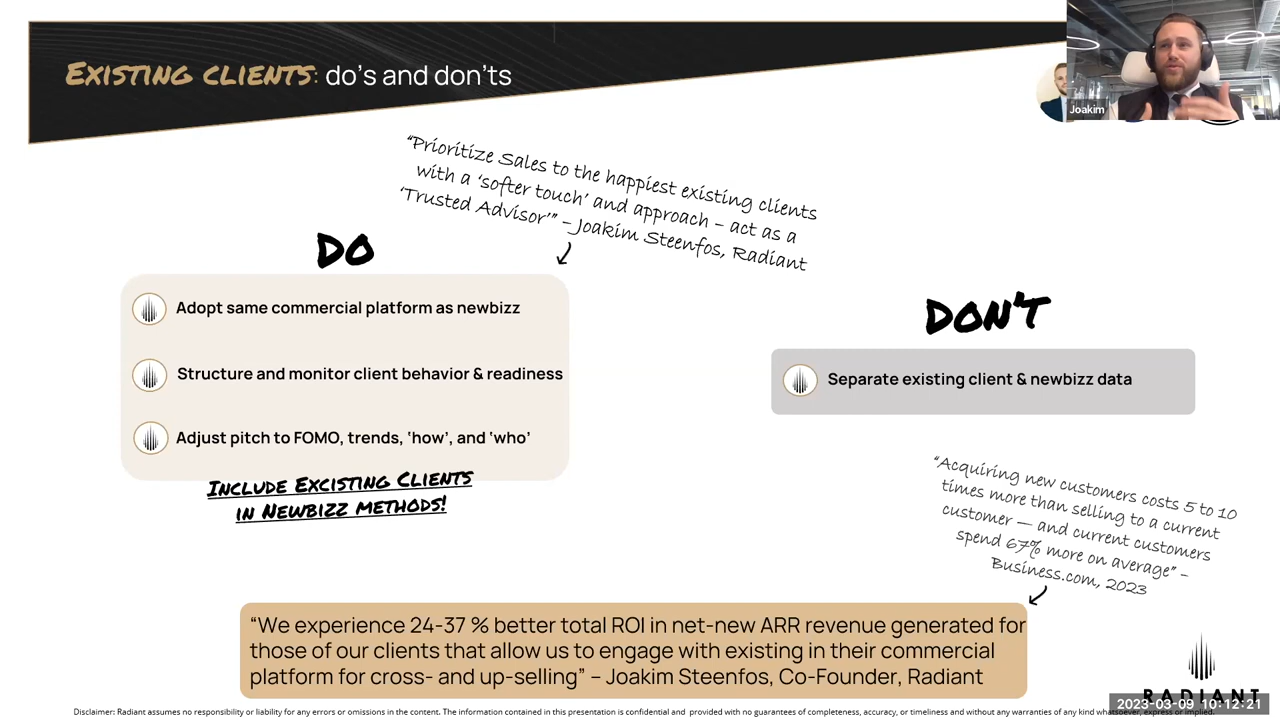 Existing clients: do's and don'ts
Joakim
"Prioritize Sales to the happiest existing clients
with a 'softer touch' and approach – act as a
'Trusted Advisor'" – Joakim Steenfos, Radiant
Do
Adopt same commercial platform as newbizz
Structure and monitor client behavior & readiness
Adjust pitch to FOMO, trends, 'how', and 'who'
Include Excisting Clients
in Newbizz methods!
Don't
Separate existing client & newbizz data
"Acquiring new customers costs 5 to 10
times more than selling to a current
customer — and current customers
spend 67% more on average" –
Business.com, 2023
"We experience 24-37 % better total ROI in net-new ARR revenue generated for
those of our clients that allow us to engage with existing in their commercial
platform for cross- and up-selling" – Joakim Steenfos, Co-Founder, Radiant
RADIANT
2023-03-09 10:12:21
Disclaimer: Radiant assumes no responsibility or liability for any errors or omissions in the content. The information contained in this presentation is confidential and provided with no guarantees of completeness, accuracy, or timeliness and without any warranties of any kind whatsoever, express or implied.